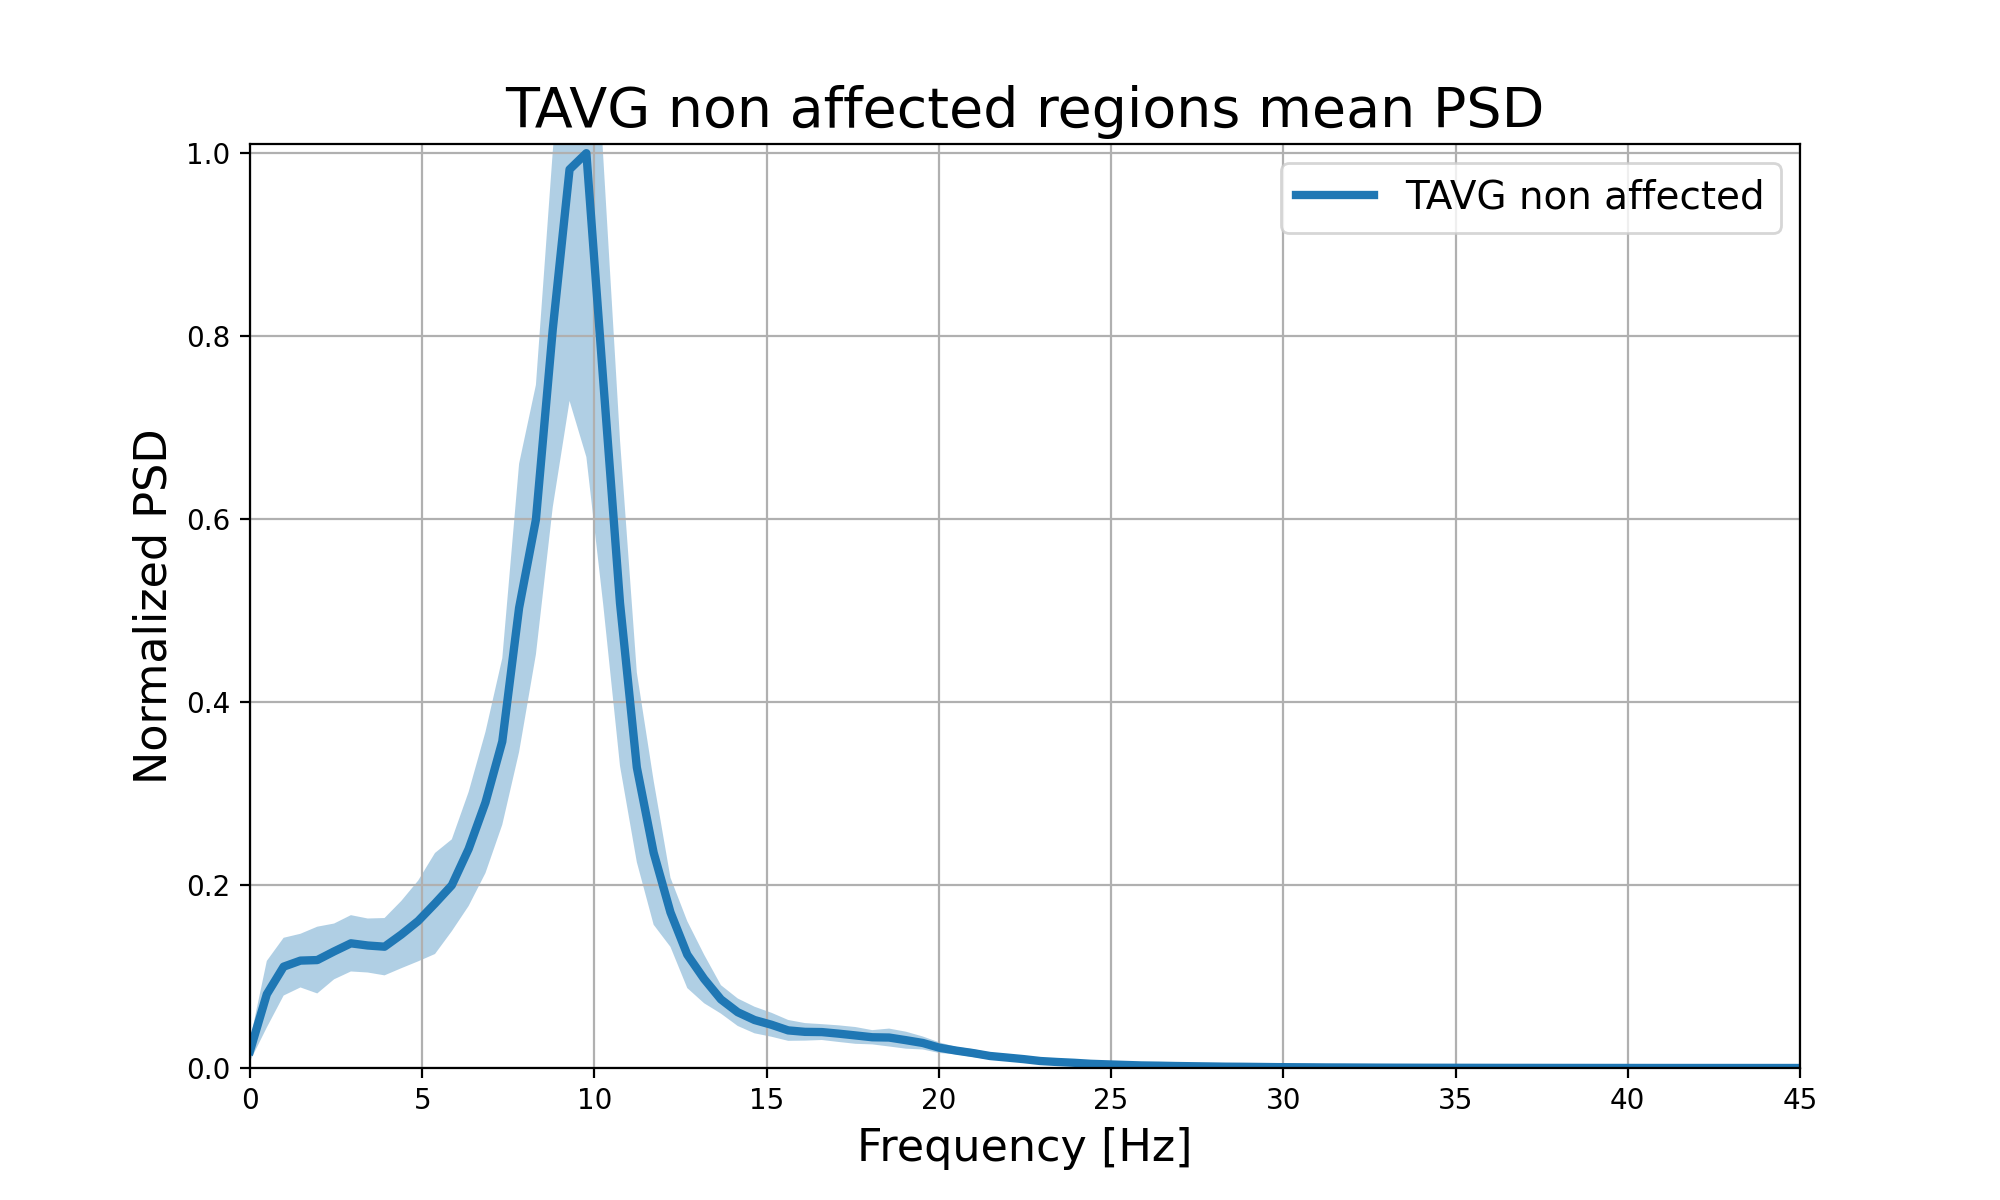 TAVG non affected regions mean PSD
TAVG non affected
Normalized PSD
1.0
0.8
0.6
0.4
0.2
0.0
0 5 10 15 20 25 30 35 40 45
Frequency [Hz]